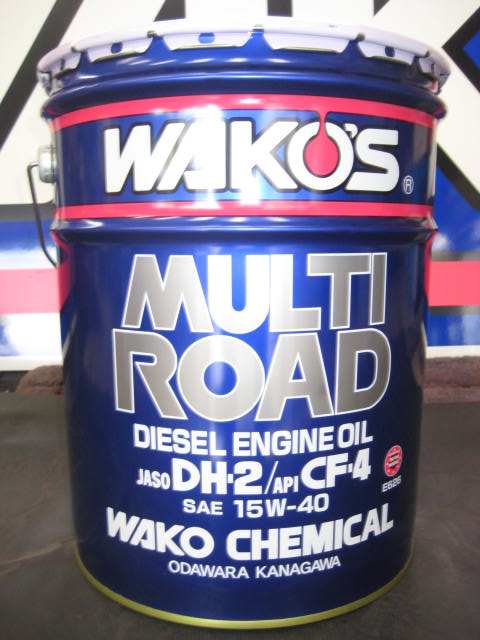 WAKO'S ®
MULTI
ROAD
DIESEL ENGINE OIL
JASO DH-2/API CF-4
E626
SAE 15W-40
WAKO CHEMICAL
ODAWARA KANAGAWA